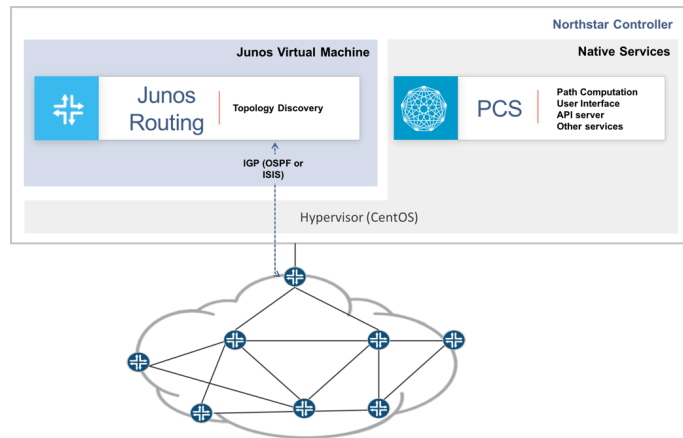 Northstar Controller
Junos Virtual Machine
Native Services
Junos
Routing
Topology Discovery
PCS
Path Computation
User Interface
API server
Other services
IGP (OSPF or
ISIS)
Hypervisor (CentOS)